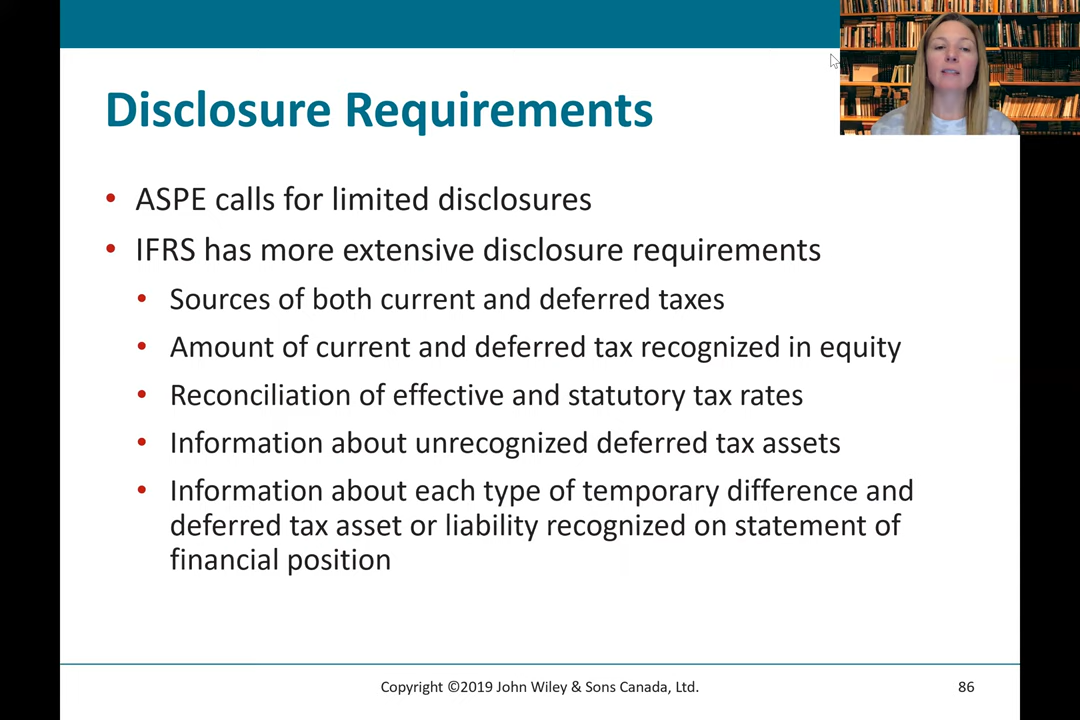 Disclosure Requirements
• ASPE calls for limited disclosures
• IFRS has more extensive disclosure requirements
• Sources of both current and deferred taxes
• Amount of current and deferred tax recognized in equity
• Reconciliation of effective and statutory tax rates
• Information about unrecognized deferred tax assets
• Information about each type of temporary difference and
deferred tax asset or liability recognized on statement of
financial position
Copyright ©2019 John Wiley & Sons Canada, Ltd.
86